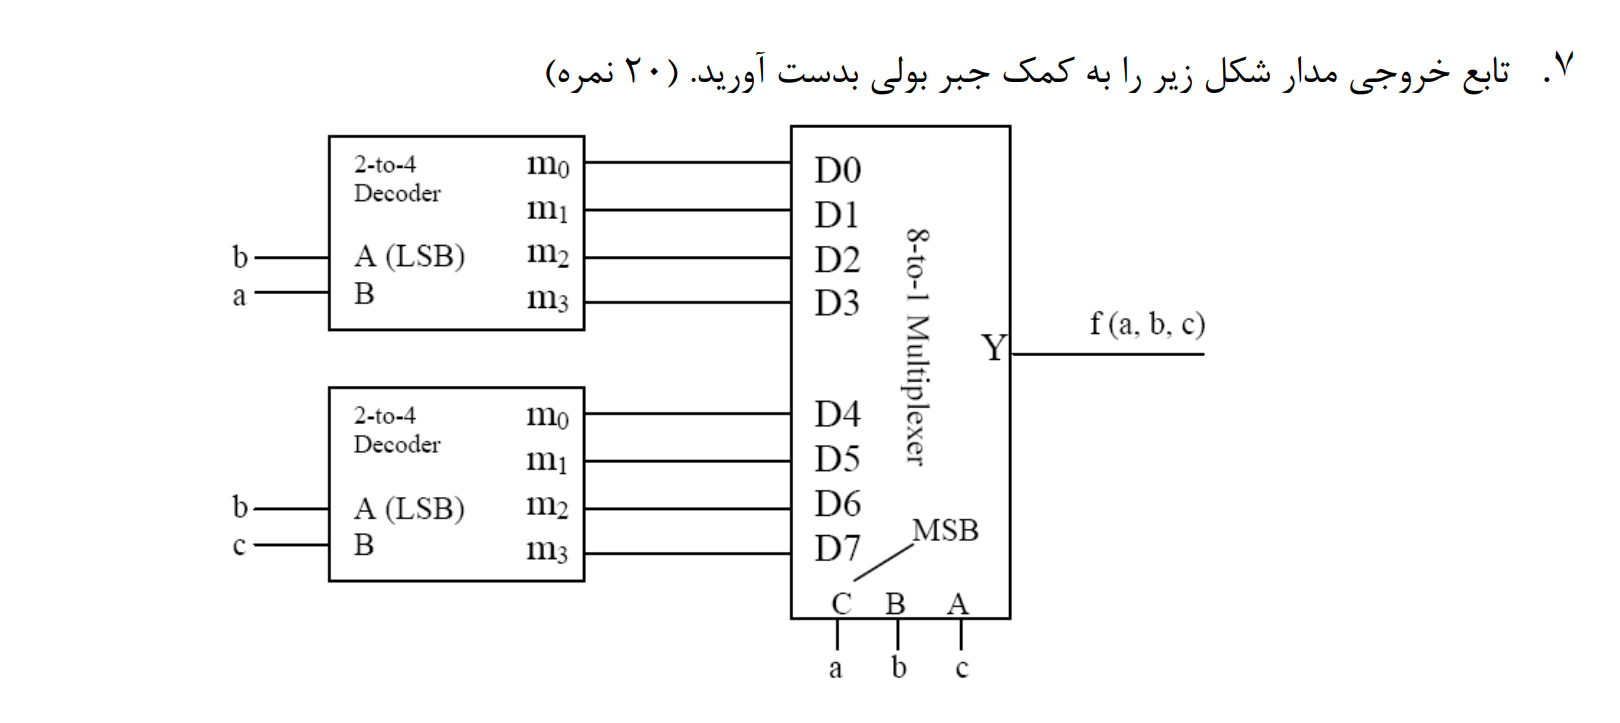 ۷. تابع خروجی مدار شکل زیر را به کمک جبر بولی بدست آورید. (۲۰ نمره)
2-to-4
Decoder
b A (LSB)
a B
m0
m1
m2
m3
2-to-4
Decoder
b A (LSB)
c B
m0
m1
m2
m3
D0
D1
D2
D3
D4
D5
D6
D7
8-to-1 Multiplexer
MSB
C B A
a b c
Y
f (a, b, c)